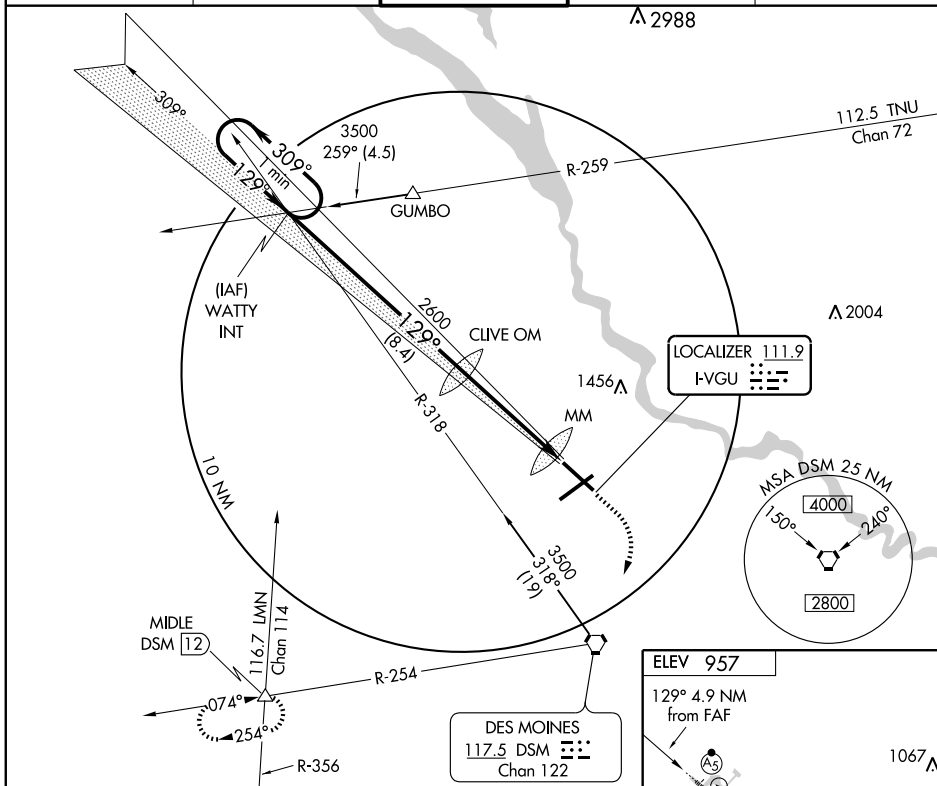 2988
309°
3500
259° (4.5)
112.5 TNU
Chan 72
R-259
309°
1 min
129°
GUMBO
(IAF)
WATTY
INT
2600
129°
(8.4)
CLIVE OM
2004
LOCALIZER 111.9
I-VGU
1456
R-318
MM
10 NM
MSA DSM 25 NM
4000
150°
240°
2800
3500
318°
(19)
MIDLE
DSM 12
116.7 LMN
Chan 114
R-254
074°
254°
R-356
DES MOINES
117.5 DSM
Chan 122
ELEV 957
129° 4.9 NM
from FAF
A5
1067